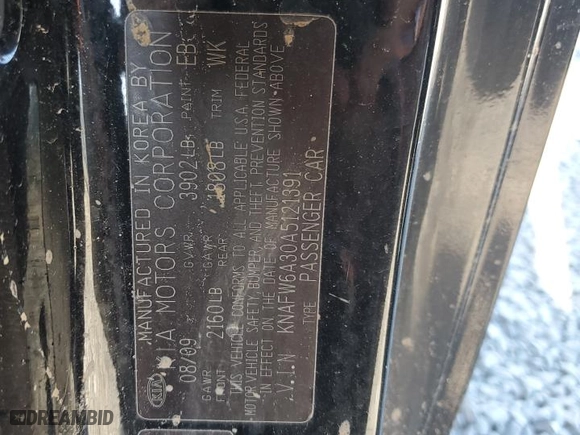 MANUFACTURED IN KOREA BY
KIA MOTORS CORPORATION
08/09 GVWR 3902LB PAINT EB
GAWR FRONT 2160LB GAWR REAR 1808LB TRIM WK
THIS VEHICLE CONFORMS TO ALL APPLICABLE U.S.A. FEDERAL
MOTOR VEHICLE SAFETY, BUMPER, AND THEFT PREVENTION STANDARDS
IN EFFECT ON THE DATE OF MANUFACTURE SHOWN ABOVE
V.I.N KNAFW6A30A5121391
TYPE PASSENGER CAR
KIA
DREAMBID